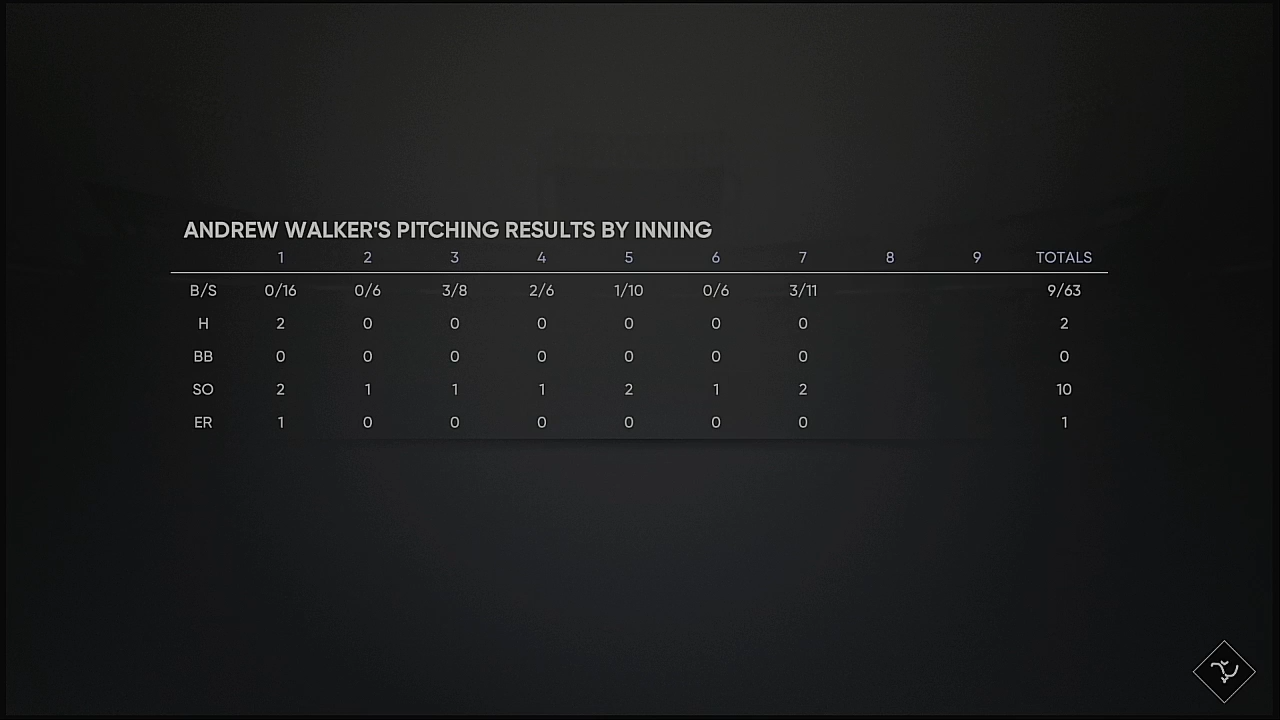 ANDREW WALKER'S PITCHING RESULTS BY INNING
1 2 3 4 5 6 7 8 9 TOTALS
B/S 0/16 0/6 3/8 2/6 1/10 0/6 3/11 9/63
H 2 0 0 0 0 0 0 2
BB 0 0 0 0 0 0 0 0
SO 2 1 1 1 2 1 2 10
ER 1 0 0 0 0 0 0 1